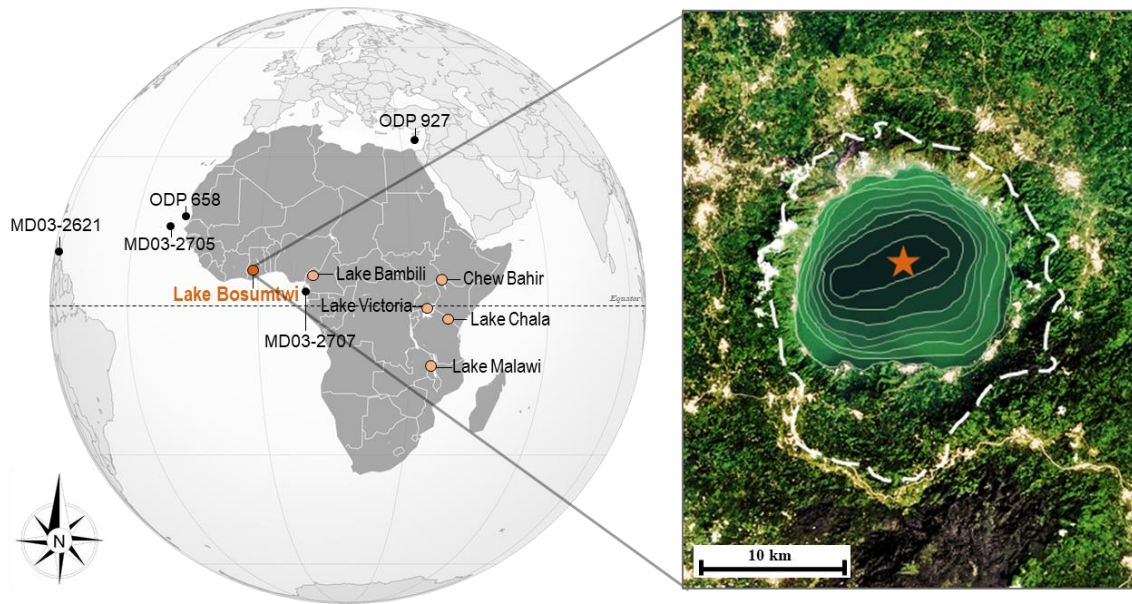 ODP 927
ODP 658
MD03-2621
MD03-2705
Lake Bambili
Chew Bahir
Lake Bosumtwi
Lake Victoria
Equator
Lake Chala
MD03-2707
Lake Malawi
N
10 km